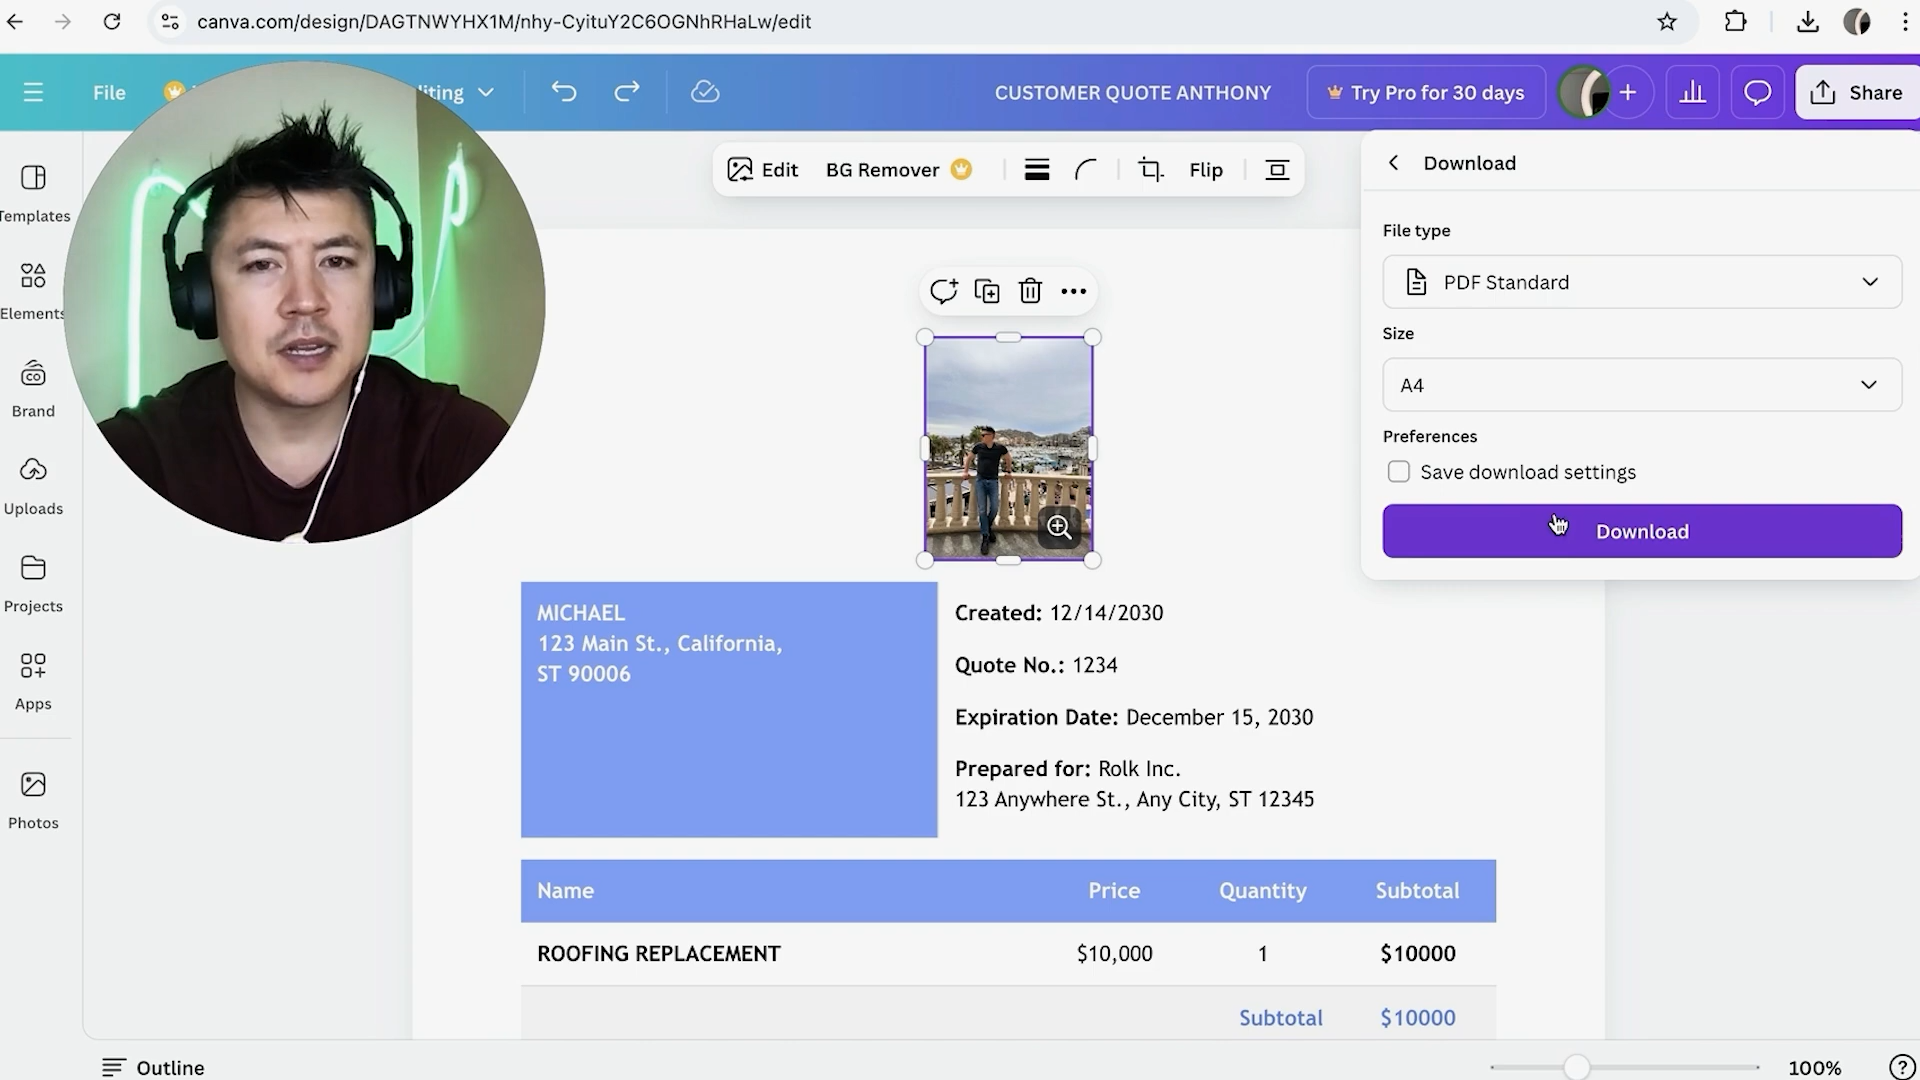 canva.com/design/DAGTNWYHX1M/nhy-CyituY2C6OGNhRHaLw/edit
File
iting
CUSTOMER QUOTE ANTHONY
Try Pro for 30 days
Share
Templates
Elements
Brand
Uploads
Projects
Apps
Photos
Edit
BG Remover
Flip
Download
File type
PDF Standard
Size
A4
Preferences
Save download settings
Download
MICHAEL
123 Main St., California,
ST 90006
Created: 12/14/2030
Quote No.: 1234
Expiration Date: December 15, 2030
Prepared for: Rolk Inc.
123 Anywhere St., Any City, ST 12345
Name Price Quantity Subtotal
ROOFING REPLACEMENT $10,000 1 $10000
Subtotal $10000
Outline
100%